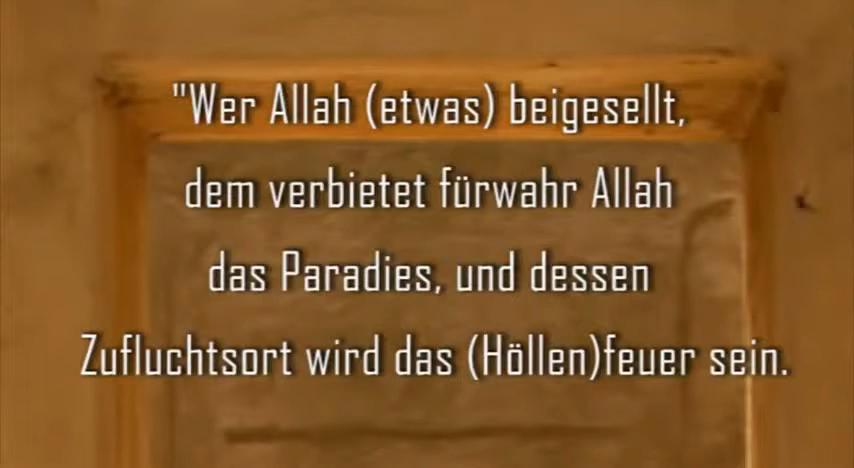 "Wer Allah (etwas) beigesellt,
dem verbietet fürwahr Allah
das Paradies, und dessen
Zufluchtsort wird das (Höllen)feuer sein.